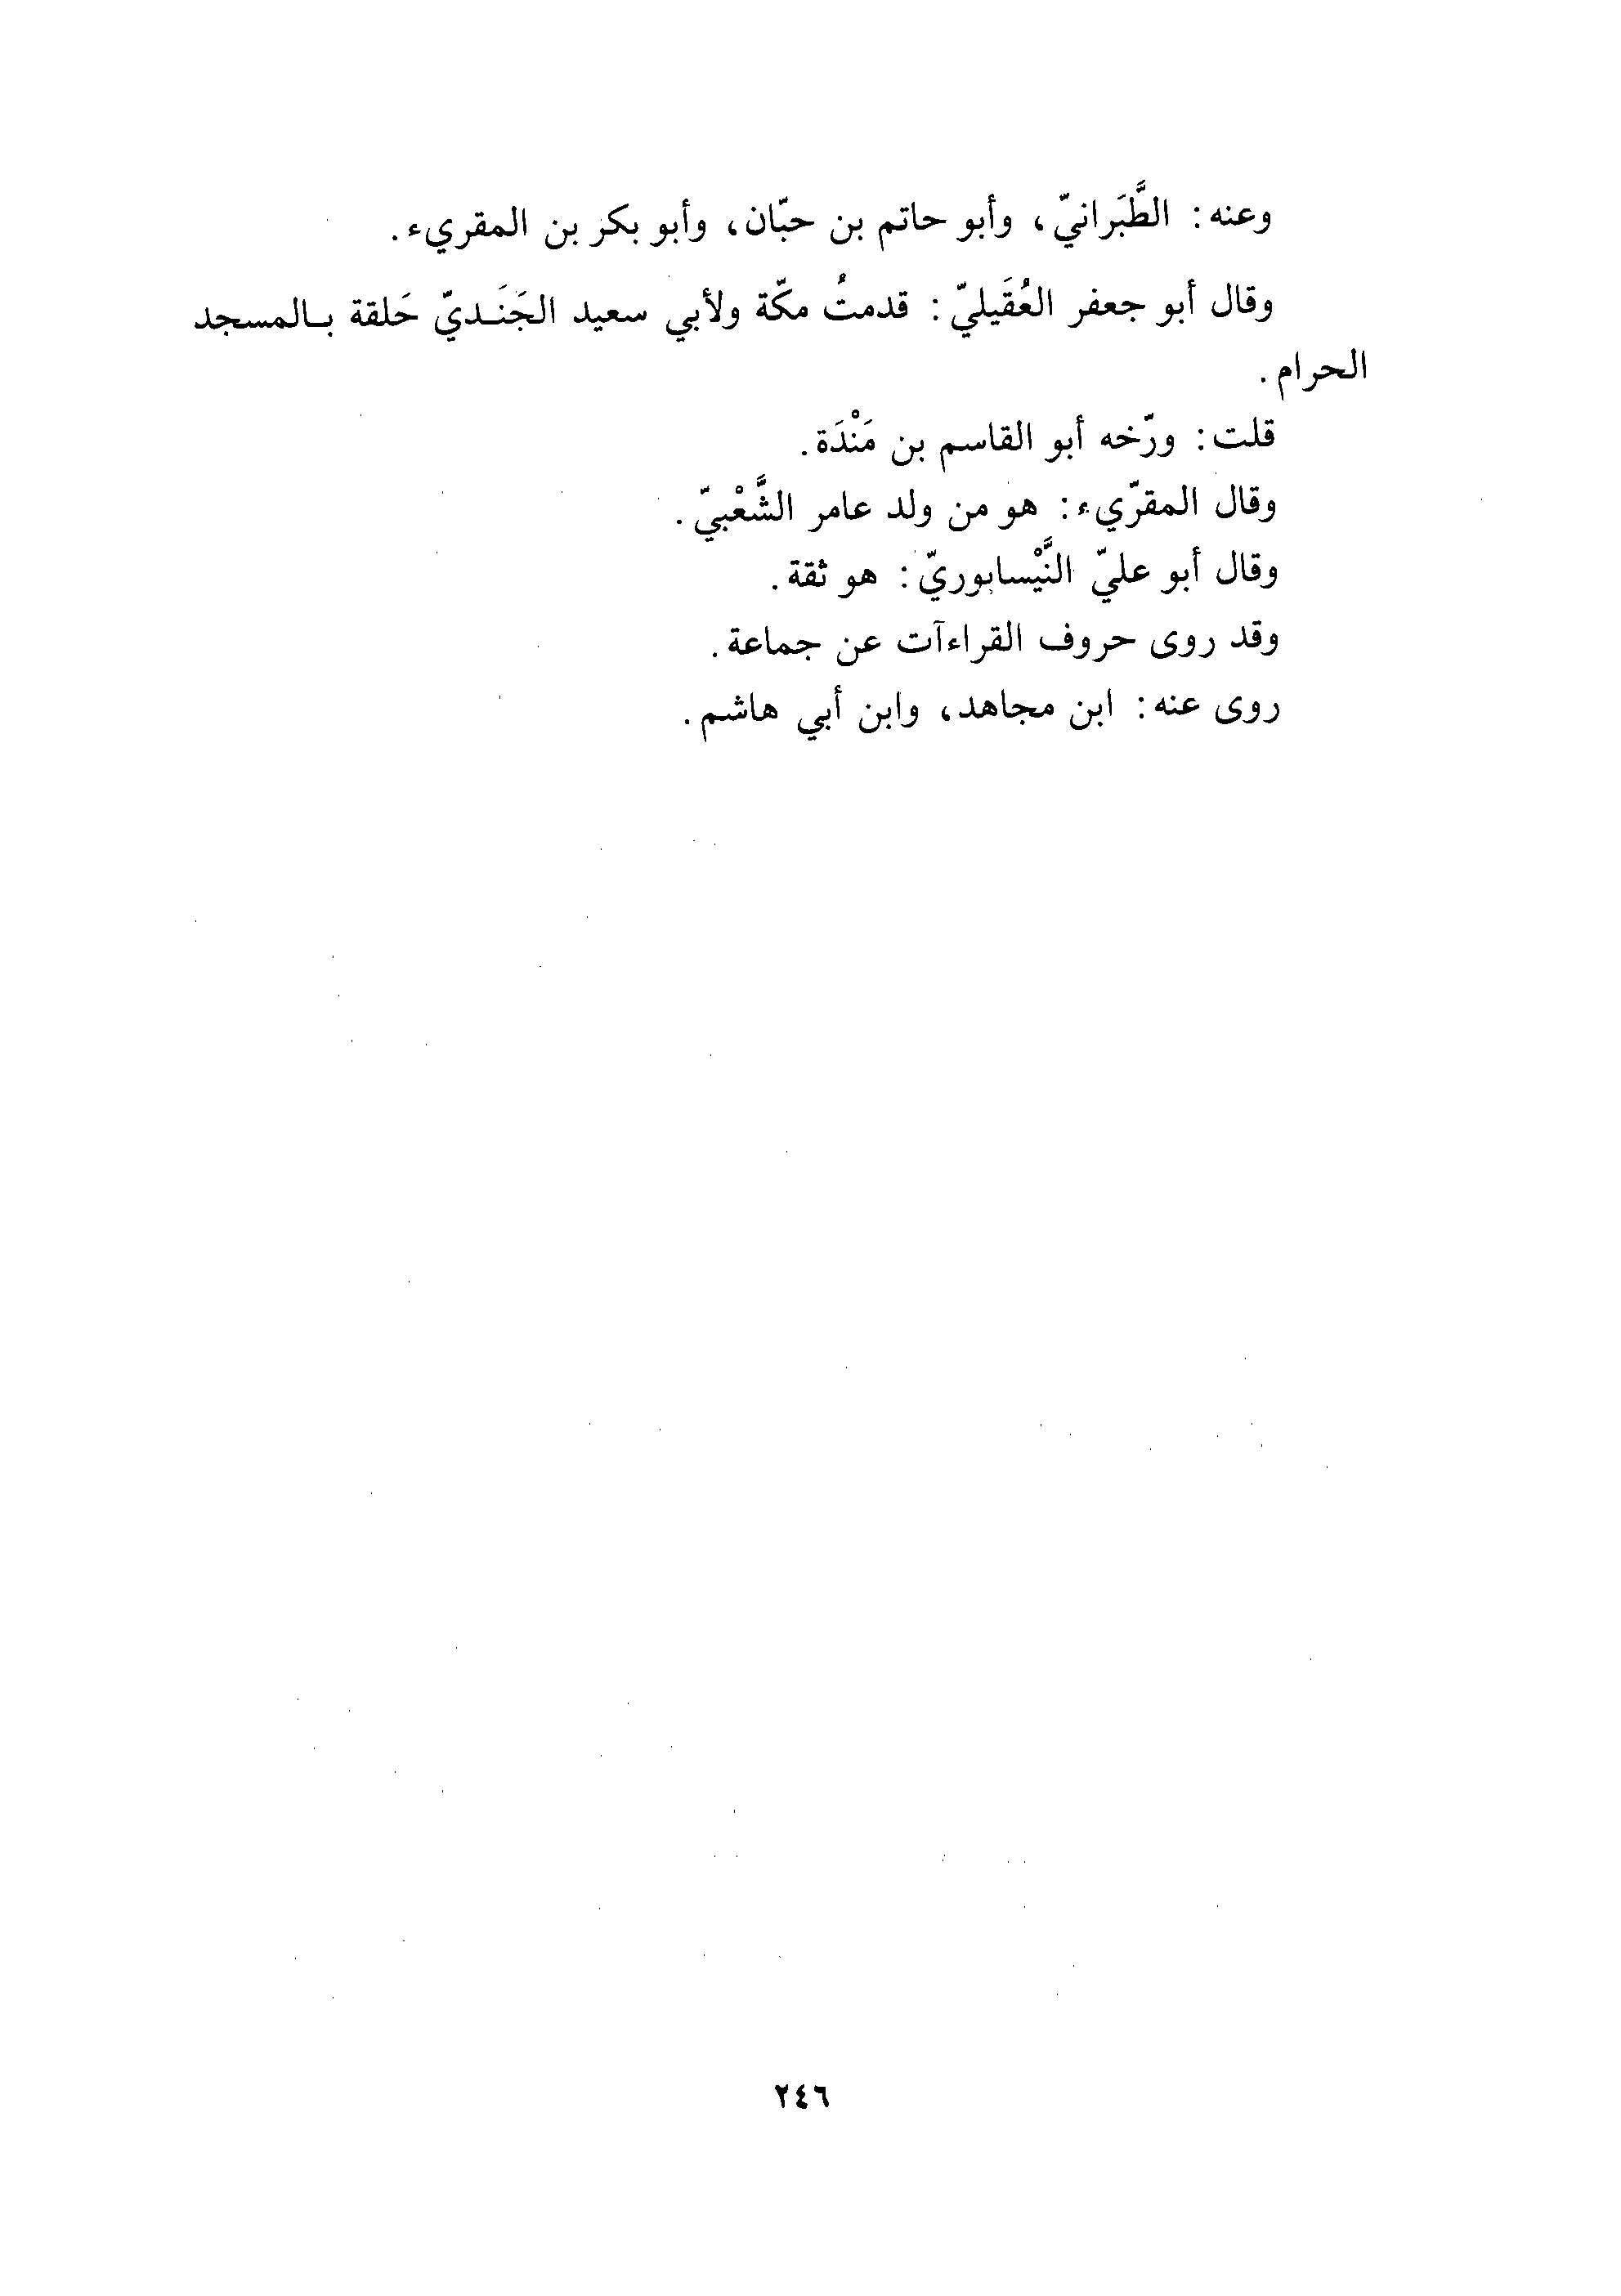 وعنه: الطَّبَرانيّ، وأبو حاتم بن حبّان، وأبو بكر بن المقريء.
وقال أبو جعفر العُقَيليّ: قدمتُ مكّة ولأبي سعيد الجَنَـديّ حَلقة بـالمسجد
الحرام.
قلت: ورّخه أبو القاسم بن مَنْدَة.
وقال المقرّيء: هو من ولد عامر الشَّعْبيّ.
وقال أبو عليّ النَّيْسابوريّ: هو ثقة.
وقد روى حروف القراءآت عن جماعة.
روى عنه: ابن مجاهد، وابن أبي هاشم.
٢٤٦